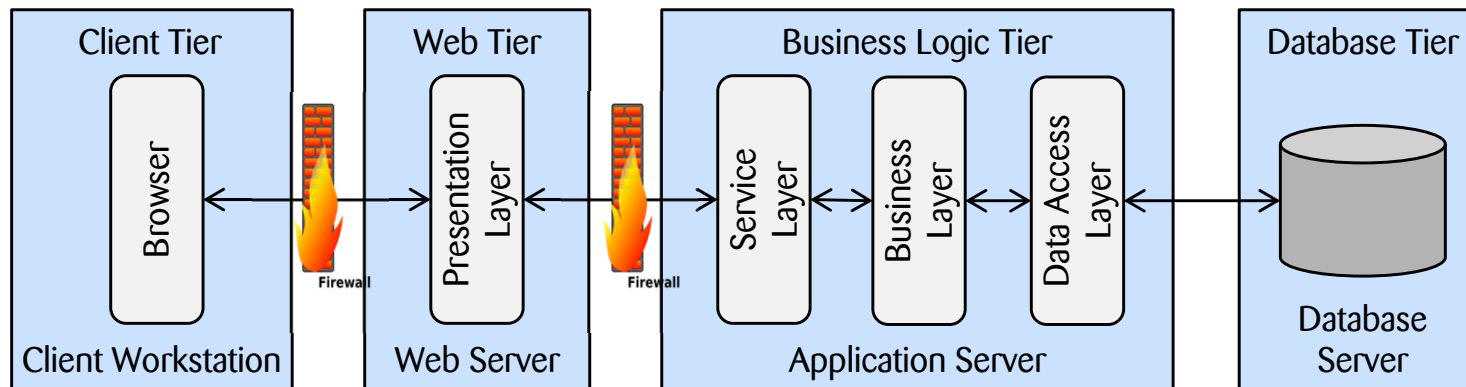 Client Tier
Browser
Client Workstation
Firewall
Web Tier
Presentation
Layer
Web Server
Firewall
Business Logic Tier
Service
Layer
Business
Layer
Data Access
Layer
Application Server
Database Tier
Database
Server